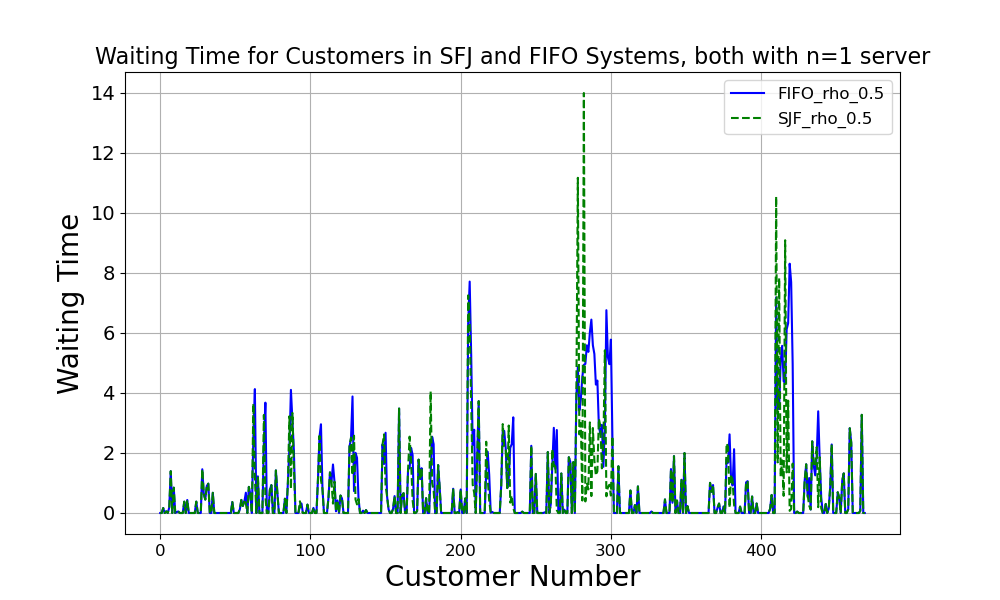 Waiting Time for Customers in SFJ and FIFO Systems, both with n=1 server
FIFO_rho_0.5
SJF_rho_0.5
Waiting Time
14
12
10
8
6
4
2
0
0 100 200 300 400
Customer Number